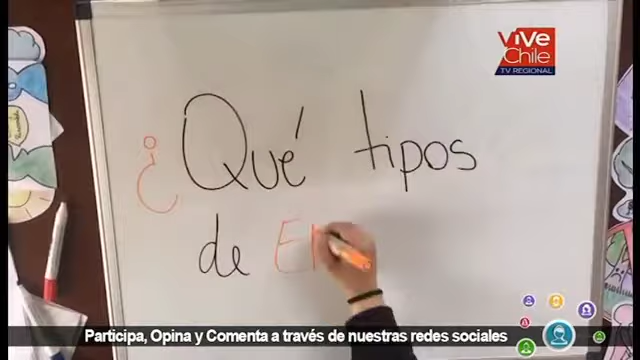 ViVe
Chile
TV REGIONAL
¿Qué tipos
de E
Participa, Opina y Comenta a través de nuestras redes sociales